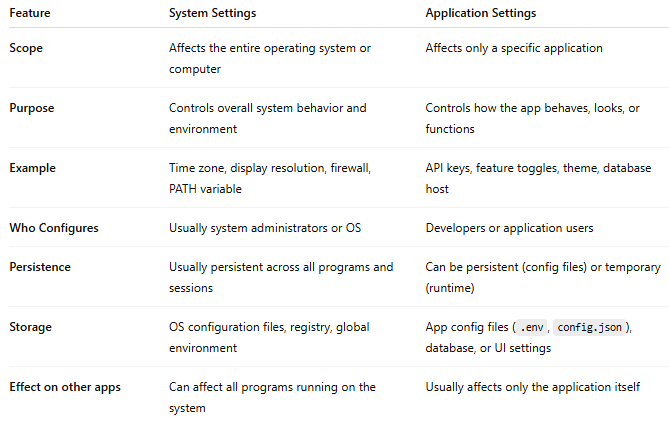 Feature System Settings Application Settings
Scope Affects the entire operating system or Affects only a specific application
computer
Purpose Controls overall system behavior and Controls how the app behaves, looks, or
environment functions
Example Time zone, display resolution, firewall, API keys, feature toggles, theme, database
PATH variable host
Who Configures Usually system administrators or OS Developers or application users
Persistence Usually persistent across all programs and Can be persistent (config files) or temporary
sessions (runtime)
Storage OS configuration files, registry, global App config files ( .env , config.json ),
environment database, or UI settings
Effect on other apps Can affect all programs running on the Usually affects only the application itself
system